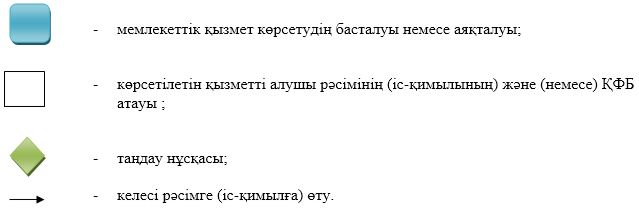 - мемлекеттік қызмет көрсетудің басталуы немесе аяқталуы;
- көрсетілетін қызметті алушы рәсімінің (іс-қимылының) және (немесе) ҚФБ
атауы ;
- таңдау нұсқасы;
- келесі рәсімге (іс-қимылға) өту.